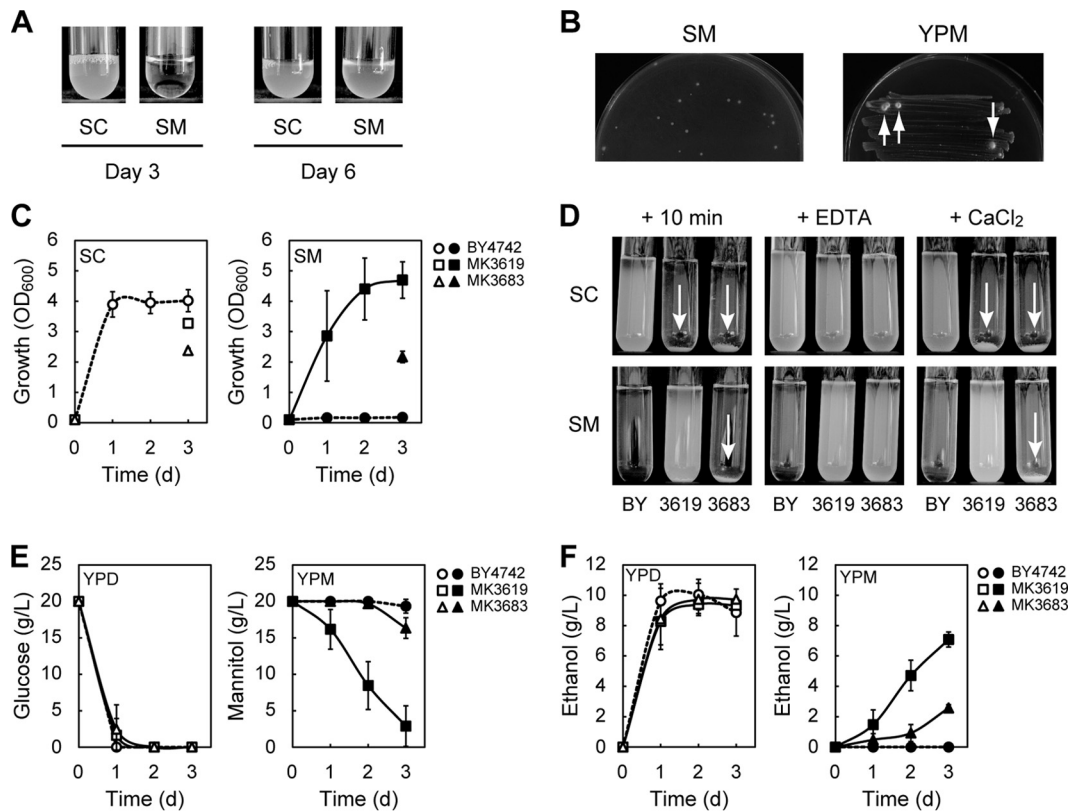 A
SC SM SC SM
Day 3 Day 6
B
SM YPM
C
SC
Growth (OD600)
6
5
4
3
2
1
0
0 1 2 3
Time (d)
SM
Growth (OD600)
6
5
4
3
2
1
0
0 1 2 3
Time (d)
BY4742
MK3619
MK3683
D
+ 10 min + EDTA + CaCl2
SC
SM
BY 3619 3683 BY 3619 3683 BY 3619 3683
E
YPD
Glucose (g/L)
25
20
15
10
5
0
0 1 2 3
Time (d)
YPM
Mannitol (g/L)
25
20
15
10
5
0
0 1 2 3
Time (d)
BY4742
MK3619
MK3683
F
YPD
Ethanol (g/L)
12
10
8
6
4
2
0
0 1 2 3
Time (d)
YPM
Ethanol (g/L)
12
10
8
6
4
2
0
0 1 2 3
Time (d)
BY4742
MK3619
MK3683